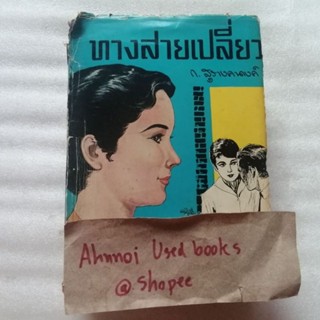 ทางสายเปลี่ยว
ก. สุรางคนางค์
Ahnnoi Used books
@ Shopee